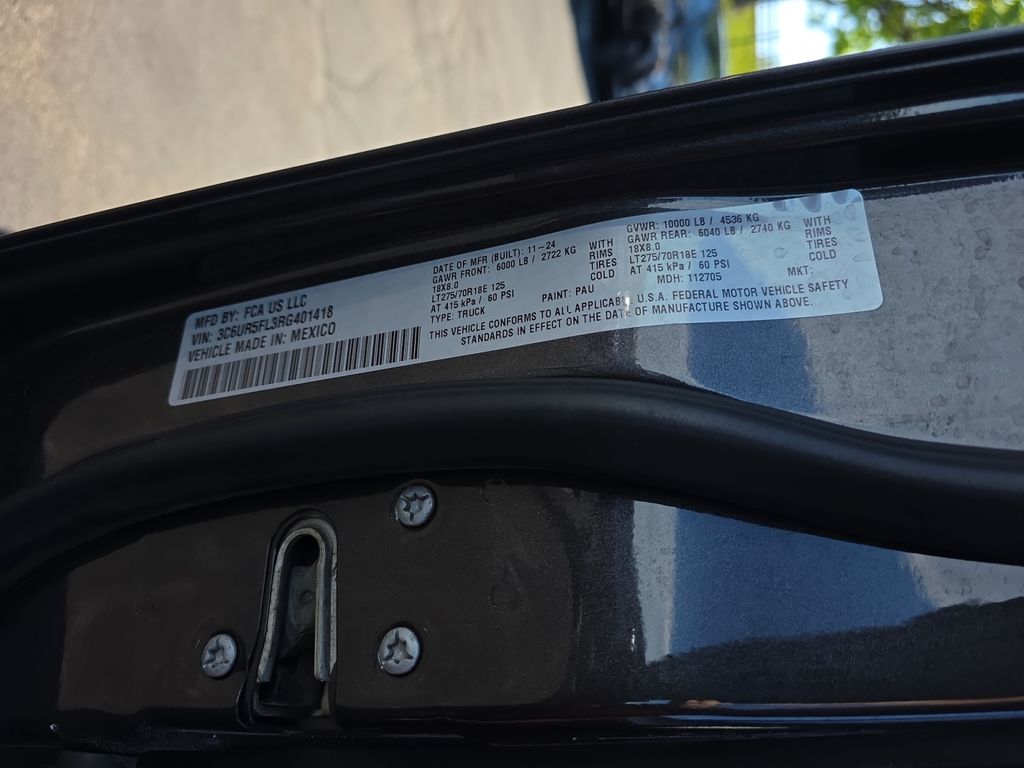 MFD BY: FCA US LLC
VIN: 3C6UR5FL3RG401418
VEHICLE MADE IN: MEXICO
DATE OF MFR (BUILT): 11-24
GAWR FRONT: 6000 LB / 2722 KG
18X8.0
LT275/70R18E 125
AT 415 kPa / 60 PSI
TYPE: TRUCK
WITH
RIMS
TIRES
COLD
PAINT: PAU
GVWR: 10000 LB / 4536 KG
GAWR REAR: 6040 LB / 2740 KG
18X8.0
LT275/70R18E 125
AT 415 kPa / 60 PSI
MDH: 112705
WITH
RIMS
TIRES
COLD
MKT:
THIS VEHICLE CONFORMS TO ALL APPLICABLE U.S.A. FEDERAL MOTOR VEHICLE SAFETY
STANDARDS IN EFFECT ON THE DATE OF MANUFACTURE SHOWN ABOVE.